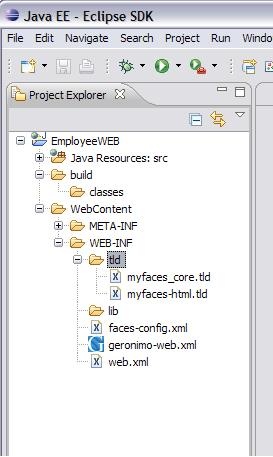 Java EE - Eclipse SDK
File Edit Navigate Search Project Run Window
Project Explorer
EmployeeWEB
Java Resources: src
build
classes
WebContent
META-INF
WEB-INF
tld
myfaces_core.tld
myfaces-html.tld
lib
faces-config.xml
geronimo-web.xml
web.xml